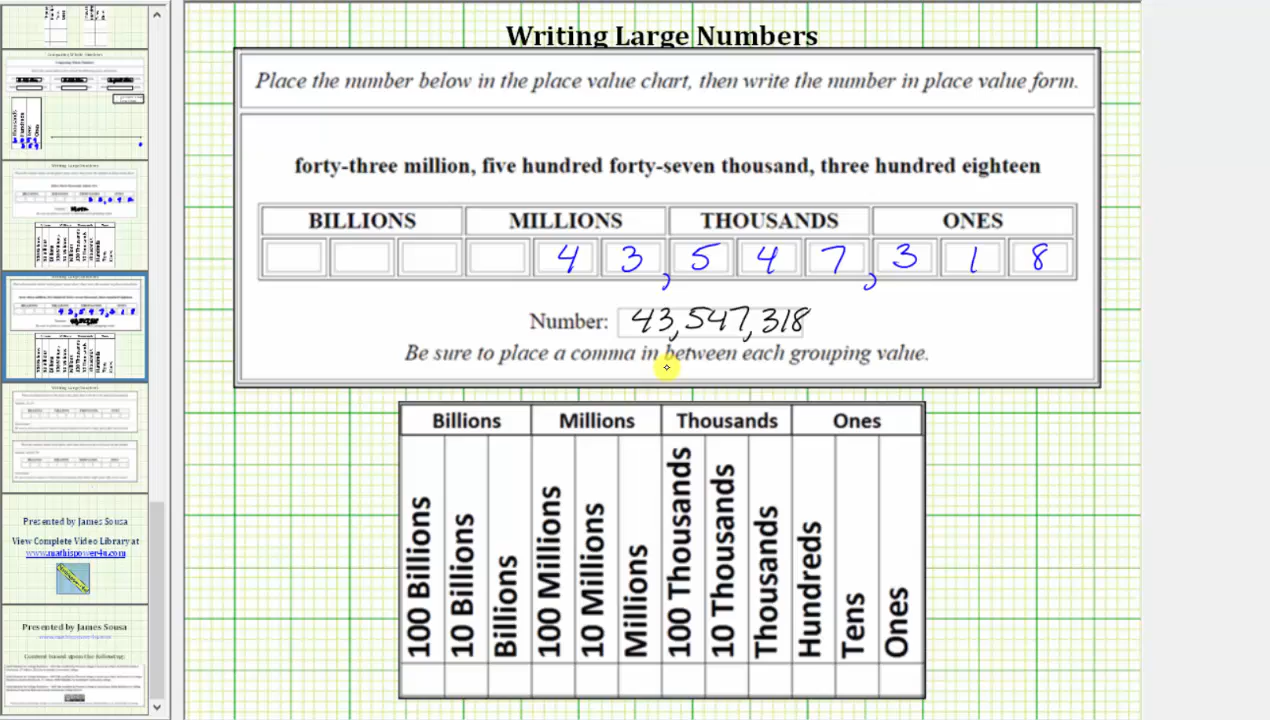 Writing Large Numbers
Place the number below in the place value chart, then write the number in place value form.
forty-three million, five hundred forty-seven thousand, three hundred eighteen
BILLIONS MILLIONS THOUSANDS ONES
4 3 , 5 4 7 , 3 1 8
Number: 43,547,318
Be sure to place a comma in between each grouping value.
Billions Millions Thousands Ones
100 Billions
10 Billions
Billions
100 Millions
10 Millions
Millions
100 Thousands
10 Thousands
Thousands
Hundreds
Tens
Ones
Presented by James Sousa
View Complete Video Library at
www.mathispower4u.com
Presented by James Sousa